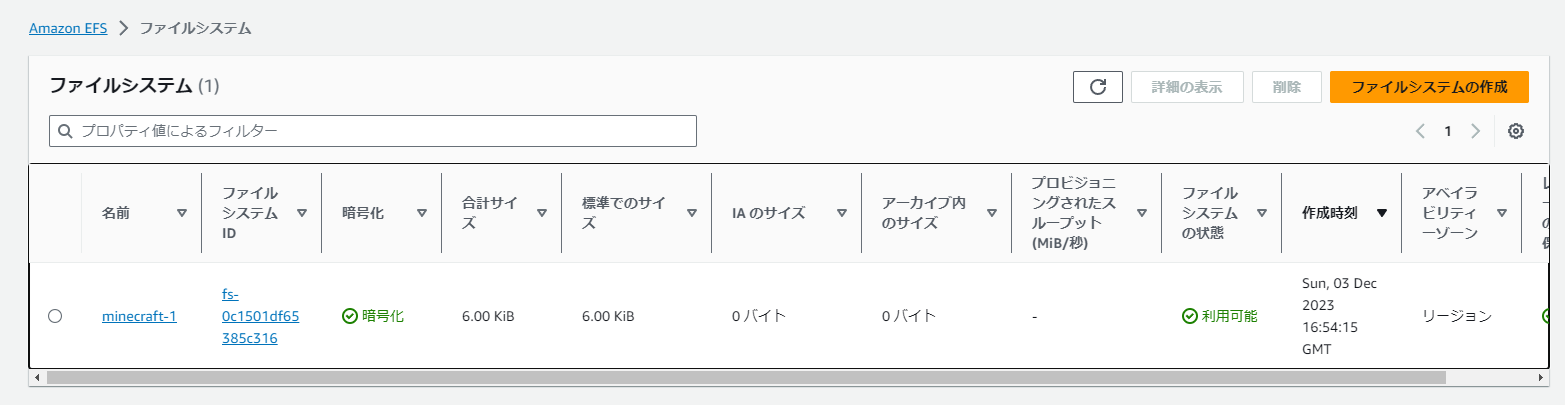 Amazon EFS > ファイルシステム
ファイルシステム (1)
詳細の表示
削除
ファイルシステムの作成
プロパティ値によるフィルター
1
名前
ファイル
システム
ID
暗号化
合計サイ
ズ
標準でのサイ
ズ
IA のサイズ
アーカイブ内
のサイズ
プロビジョニ
ングされたス
ループット
(MiB/秒)
ファイル
システム
の状態
作成時刻
アベイラ
ビリティ
ーゾーン
minecraft-1
fs-
0c1501df65
385c316
暗号化
6.00 KiB
6.00 KiB
0 バイト
0 バイト
-
利用可能
Sun, 03 Dec
2023
16:54:15
GMT
リージョン